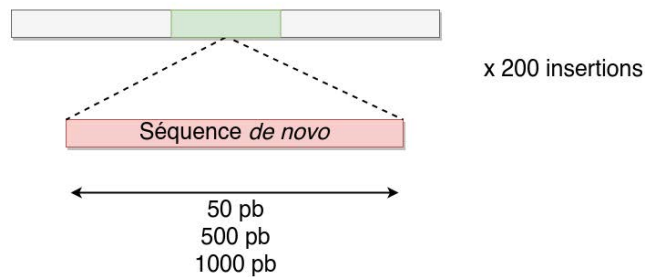 x 200 insertions
Séquence de novo
50 pb
500 pb
1000 pb